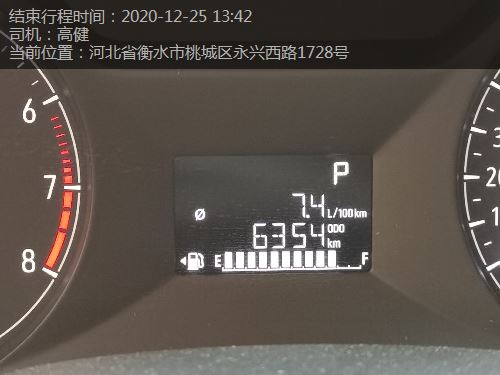 结束行程时间：2020-12-25 13:42
司机：高健
当前位置：河北省衡水市桃城区永兴西路1728号
6
7
8
P
Ø 7.4 L/100km
6354 ODO km
E F
20